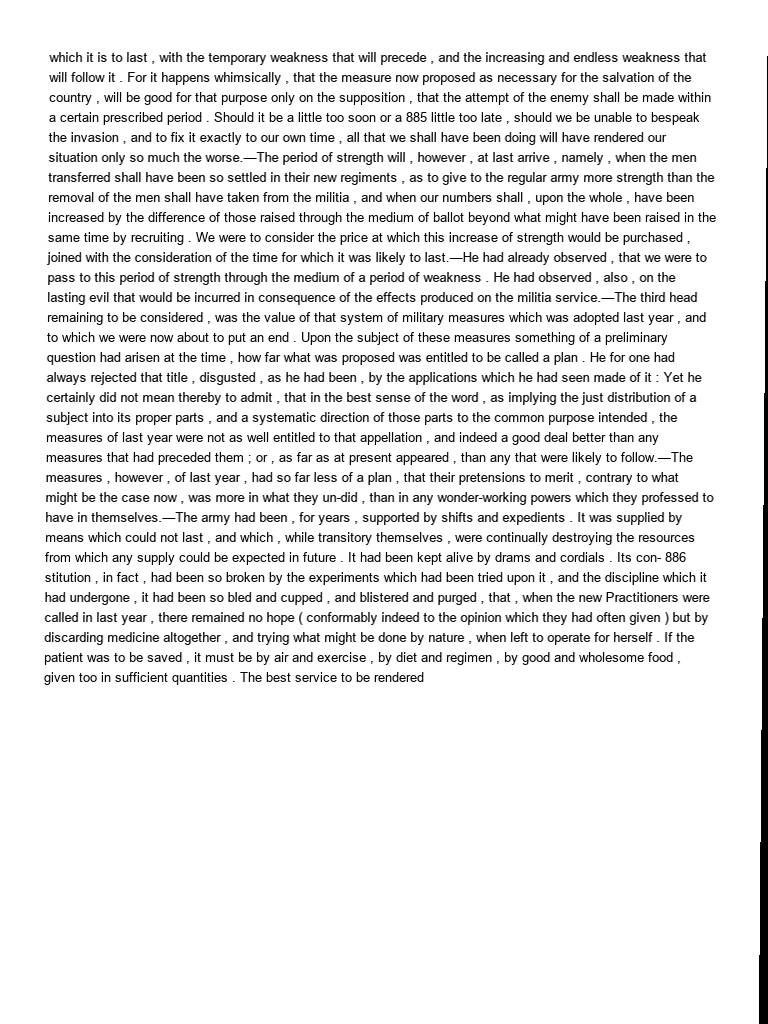 which it is to last , with the temporary weakness that will precede , and the increasing and endless weakness that
will follow it . For it happens whimsically , that the measure now proposed as necessary for the salvation of the
country , will be good for that purpose only on the supposition , that the attempt of the enemy shall be made within
a certain prescribed period . Should it be a little too soon or a 885 little too late , should we be unable to bespeak
the invasion , and to fix it exactly to our own time , all that we shall have been doing will have rendered our
situation only so much the worse.—The period of strength will , however , at last arrive , namely , when the men
transferred shall have been so settled in their new regiments , as to give to the regular army more strength than the
removal of the men shall have taken from the militia , and when our numbers shall , upon the whole , have been
increased by the difference of those raised through the medium of ballot beyond what might have been raised in the
same time by recruiting . We were to consider the price at which this increase of strength would be purchased ,
joined with the consideration of the time for which it was likely to last.—He had already observed , that we were to
pass to this period of strength through the medium of a period of weakness . He had observed , also , on the
lasting evil that would be incurred in consequence of the effects produced on the militia service.—The third head
remaining to be considered , was the value of that system of military measures which was adopted last year , and
to which we were now about to put an end . Upon the subject of these measures something of a preliminary
question had arisen at the time , how far what was proposed was entitled to be called a plan . He for one had
always rejected that title , disgusted , as he had been , by the applications which he had seen made of it : Yet he
certainly did not mean thereby to admit , that in the best sense of the word , as implying the just distribution of a
subject into its proper parts , and a systematic direction of those parts to the common purpose intended , the
measures of last year were not as well entitled to that appellation , and indeed a good deal better than any
measures that had preceded them ; or , as far as at present appeared , than any that were likely to follow.—The
measures , however , of last year , had so far less of a plan , that their pretensions to merit , contrary to what
might be the case now , was more in what they un-did , than in any wonder-working powers which they professed to
have in themselves.—The army had been , for years , supported by shifts and expedients . It was supplied by
means which could not last , and which , while transitory themselves , were continually destroying the resources
from which any supply could be expected in future . It had been kept alive by drams and cordials . Its con- 886
stitution , in fact , had been so broken by the experiments which had been tried upon it , and the discipline which it
had undergone , it had been so bled and cupped , and blistered and purged , that , when the new Practitioners were
called in last year , there remained no hope ( conformably indeed to the opinion which they had often given ) but by
discarding medicine altogether , and trying what might be done by nature , when left to operate for herself . If the
patient was to be saved , it must be by air and exercise , by diet and regimen , by good and wholesome food ,
given too in sufficient quantities . The best service to be rendered